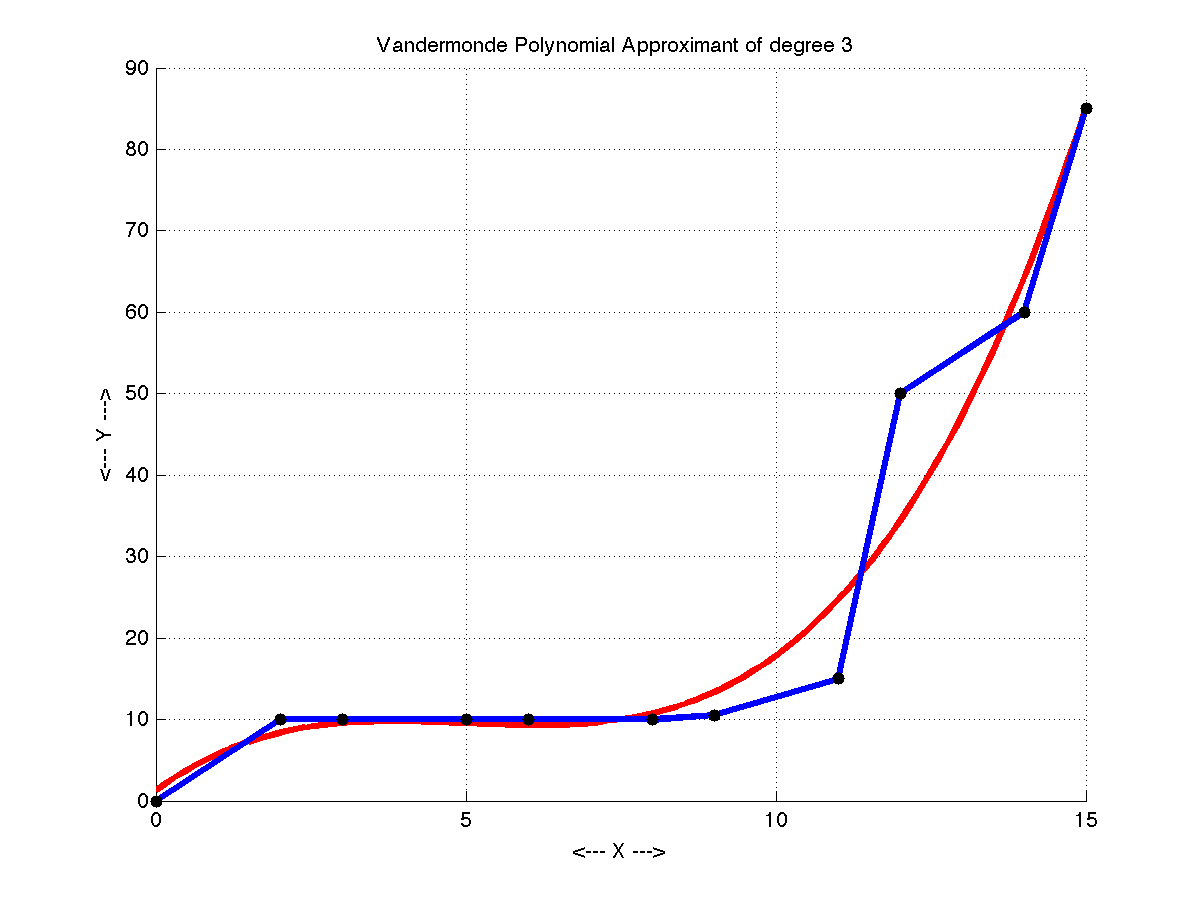 Vandermonde Polynomial Approximant of degree 3
90
80
70
60
50
40
30
20
10
0
<--- Y --->
0 5 10 15
<--- X --->